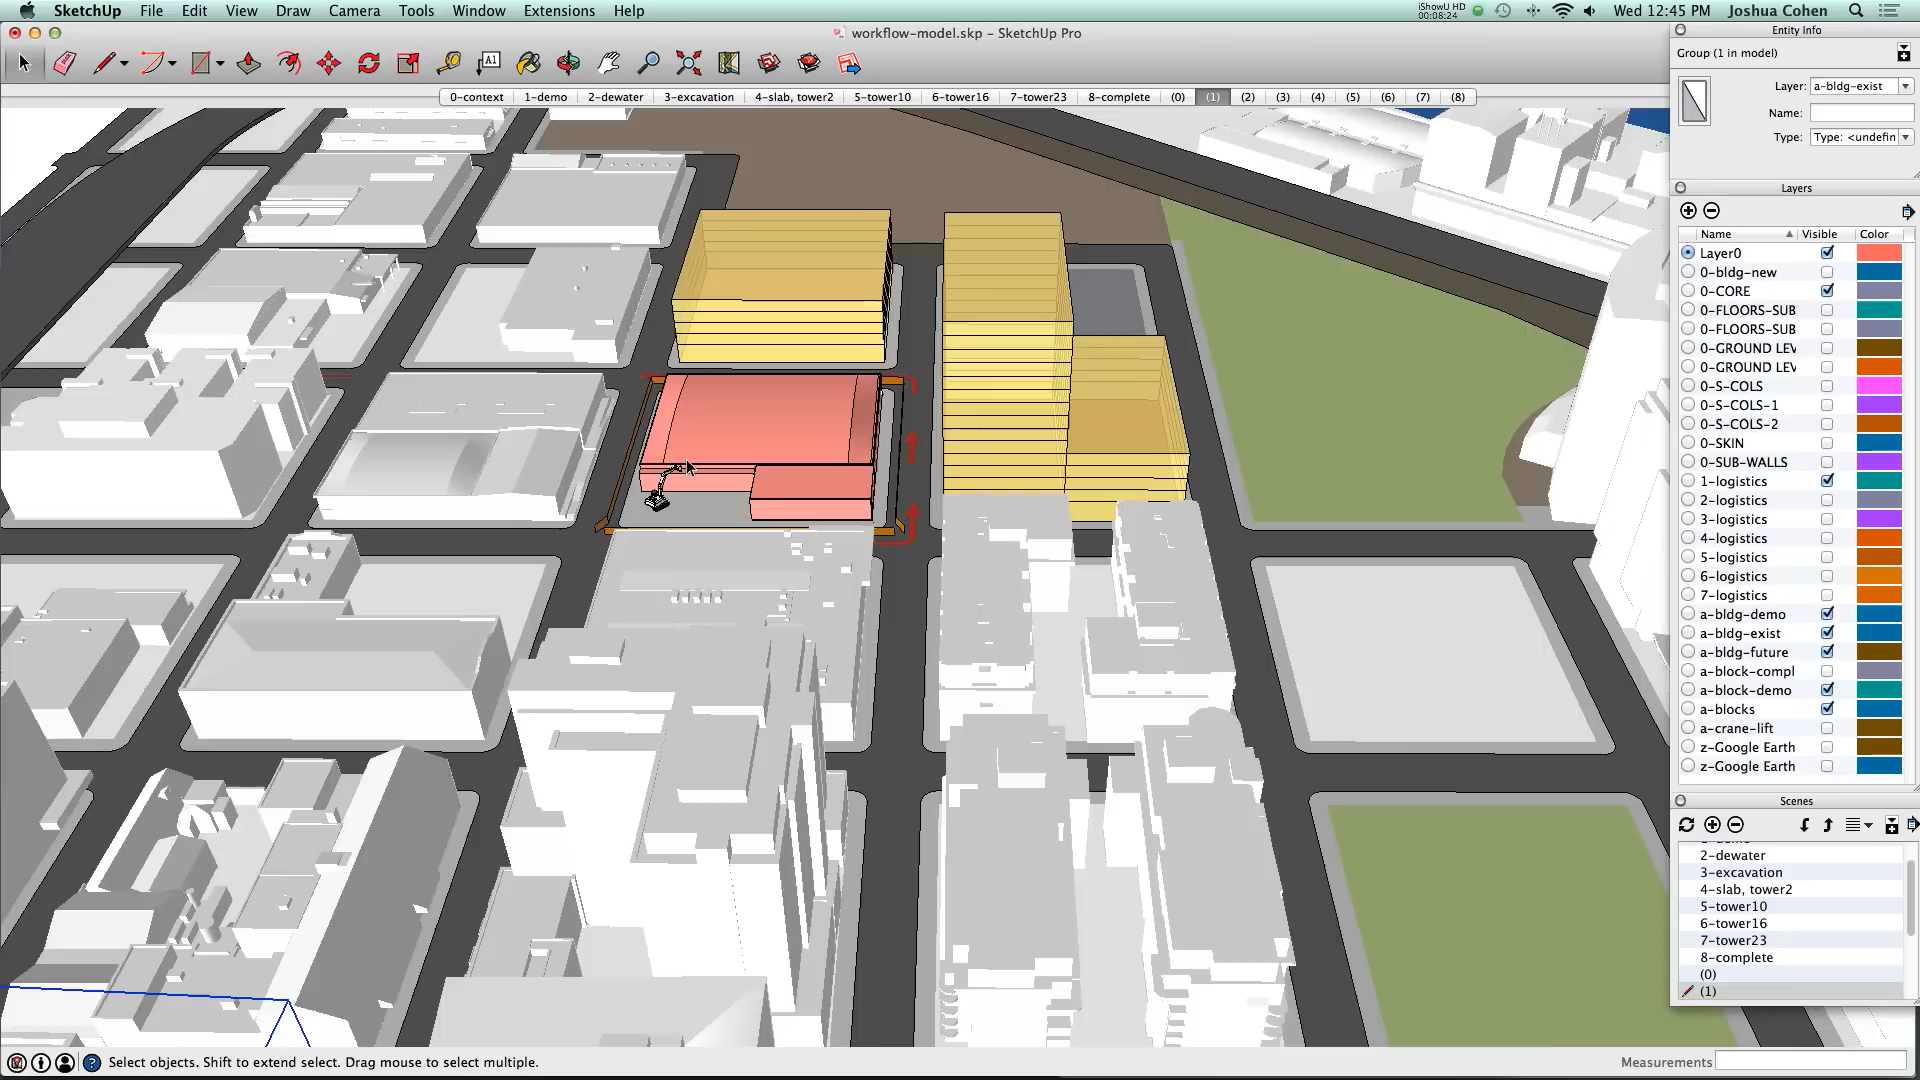 SketchUp File Edit View Draw Camera Tools Window Extensions Help
iShowU HD
00:08:24
Wed 12:45 PM Joshua Cohen
workflow-model.skp - SketchUp Pro
A1
0-context 1-demo 2-dewater 3-excavation 4-slab, tower2 5-tower10 6-tower16 7-tower23 8-complete (0) (1) (2) (3) (4) (5) (6) (7) (8)
Entity Info
Group (1 in model)
Layer: a-bldg-exist
Name:
Type: Type: <undefin
Layers
Name Visible Color
Layer0
0-bldg-new
0-CORE
0-FLOORS-SUB
0-FLOORS-SUB
0-GROUND LEV
0-GROUND LEV
0-S-COLS
0-S-COLS-1
0-S-COLS-2
0-SKIN
0-SUB-WALLS
1-logistics
2-logistics
3-logistics
4-logistics
5-logistics
6-logistics
7-logistics
a-bldg-demo
a-bldg-exist
a-bldg-future
a-block-compl
a-block-demo
a-blocks
a-crane-lift
z-Google Earth
z-Google Earth
Scenes
1-demo
2-dewater
3-excavation
4-slab, tower2
5-tower10
6-tower16
7-tower23
8-complete
(0)
(1)
Select objects. Shift to extend select. Drag mouse to select multiple.
Measurements